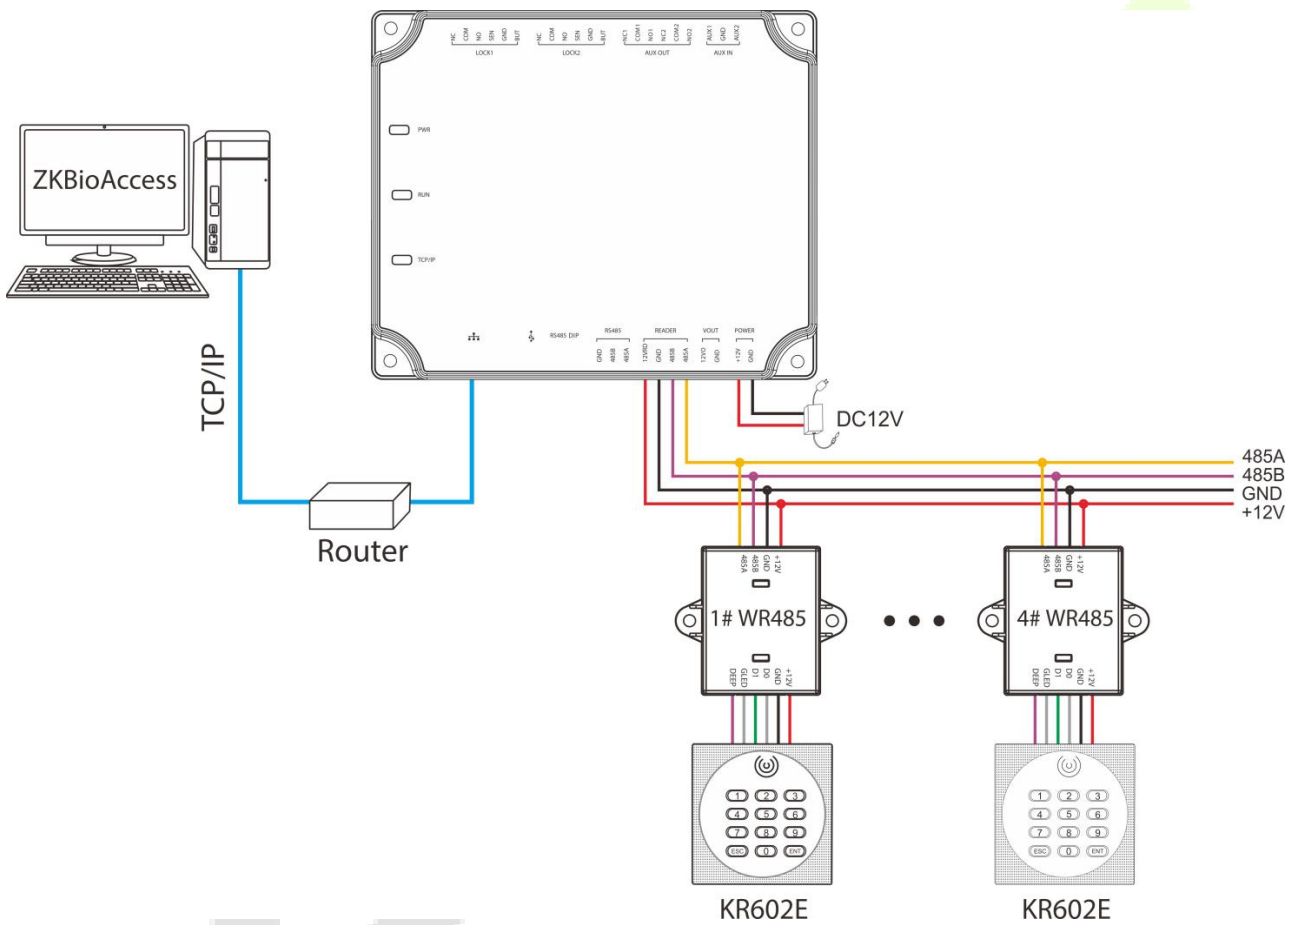 NC COM NO SEN GND BUT
NC COM NO SEN GND BUT
NC1 COM1 NO1 NC2 COM2 NO2
AUX1 GND AUX2
LOCK1
LOCK2
AUX OUT
AUX IN
PWR
RUN
TCP/IP
ZKBioAccess
RS485 DIP
RS485
READER
VOUT
POWER
GND 485B 485A
12VRD GND 485B 485A
12VO GND
+12V GND
TCP/IP
DC12V
485A
485B
GND
+12V
Router
485A 485B GND +12V
1# WR485
DEEP GLED D1 D0 GND +12V
485A 485B GND +12V
4# WR485
DEEP GLED D1 D0 GND +12V
1 2 3
4 5 6
7 8 9
ESC 0 ENT
KR602E
1 2 3
4 5 6
7 8 9
ESC 0 ENT
KR602E